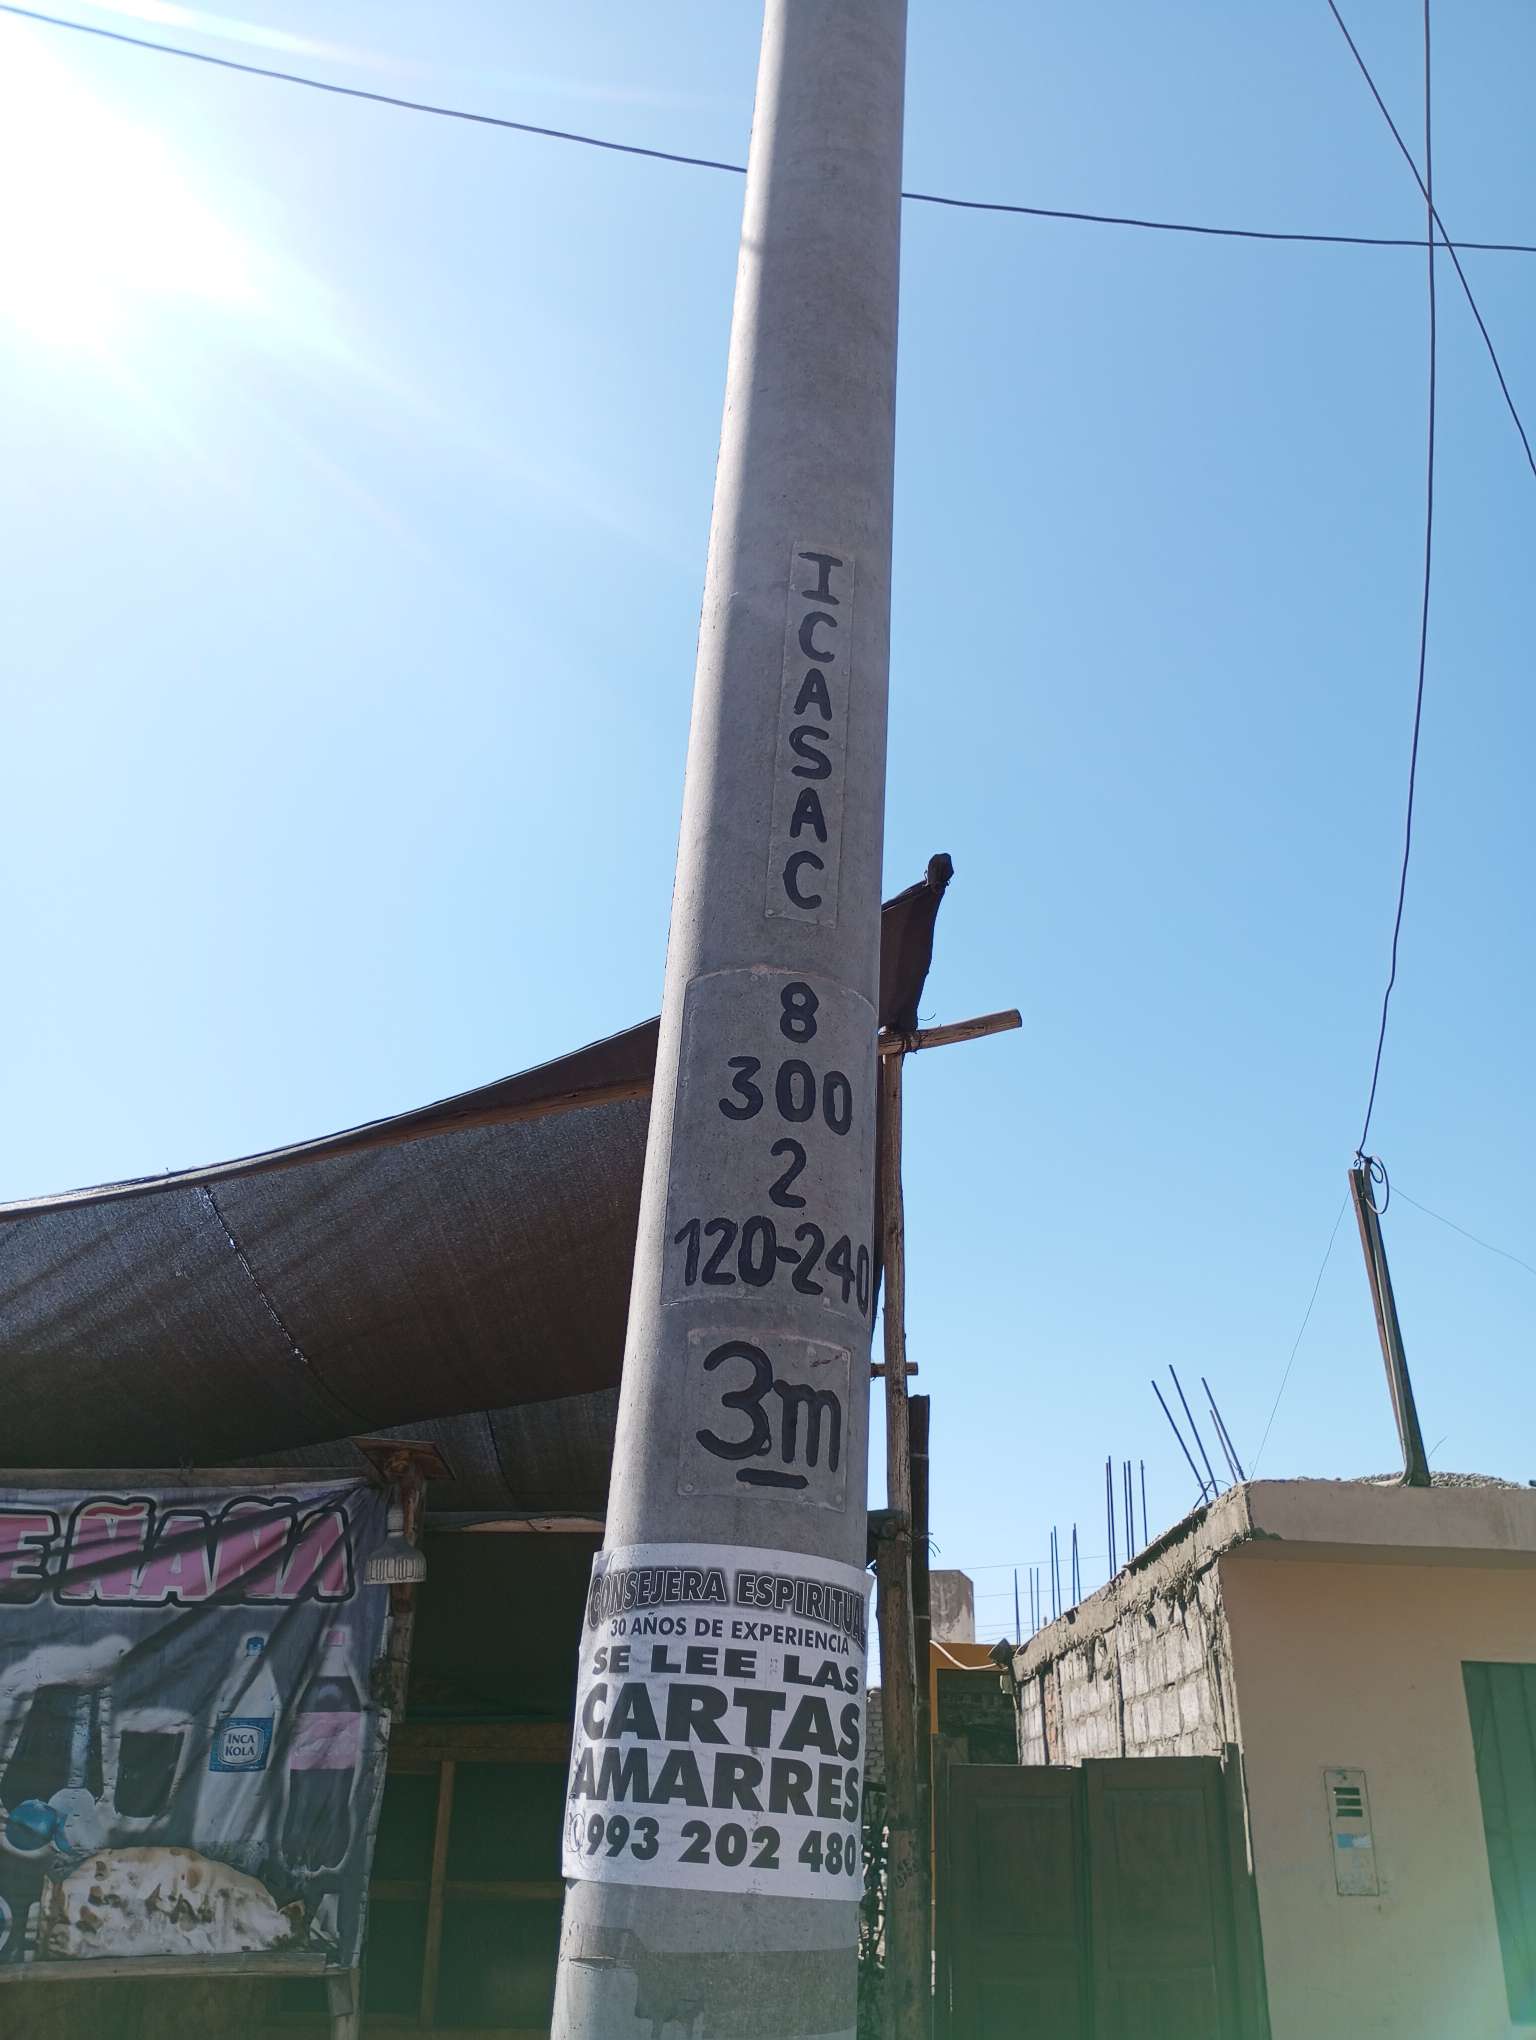 ICASAC
8
300
2
120-240
3m
CONSEJERA ESPIRITUAL
30 AÑOS DE EXPERIENCIA
SE LEE LAS
CARTAS
AMARRES
993 202 480
E ÑAÑA
INCA
KOLA